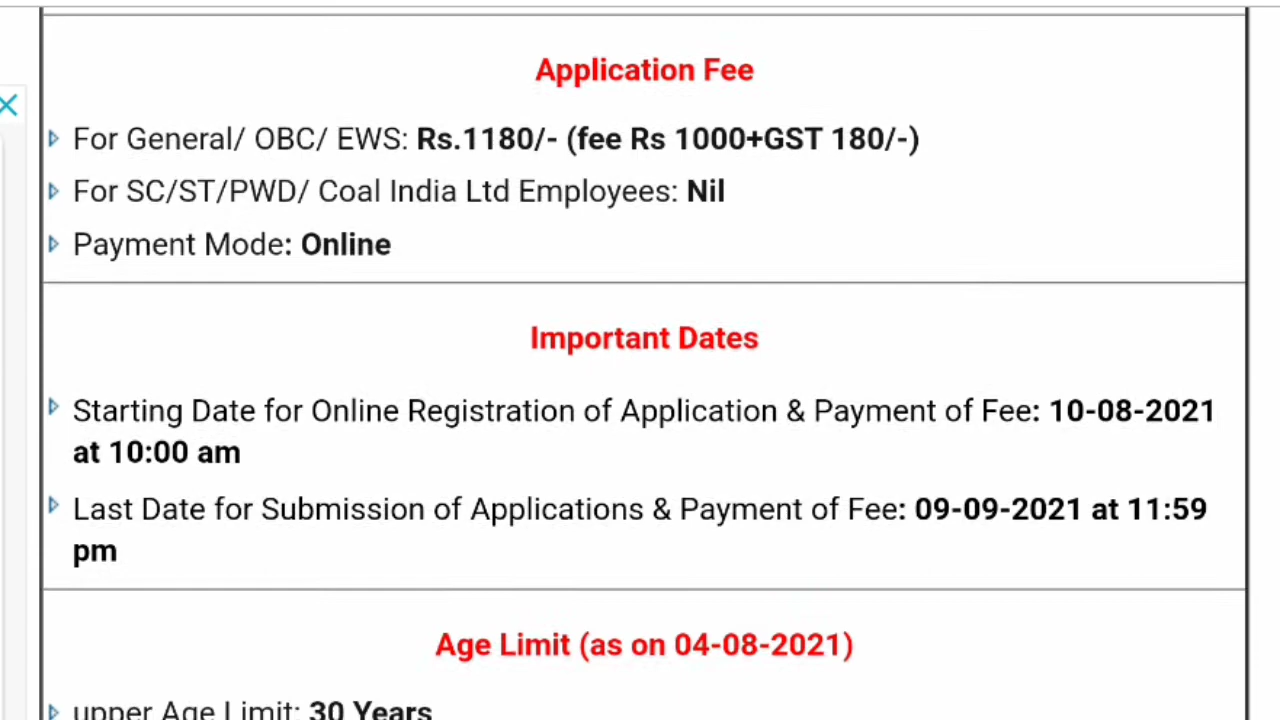 Application Fee
For General/ OBC/ EWS: Rs.1180/- (fee Rs 1000+GST 180/-)
For SC/ST/PWD/ Coal India Ltd Employees: Nil
Payment Mode: Online
Important Dates
Starting Date for Online Registration of Application & Payment of Fee: 10-08-2021
at 10:00 am
Last Date for Submission of Applications & Payment of Fee: 09-09-2021 at 11:59
pm
Age Limit (as on 04-08-2021)
upper Age Limit: 30 Years